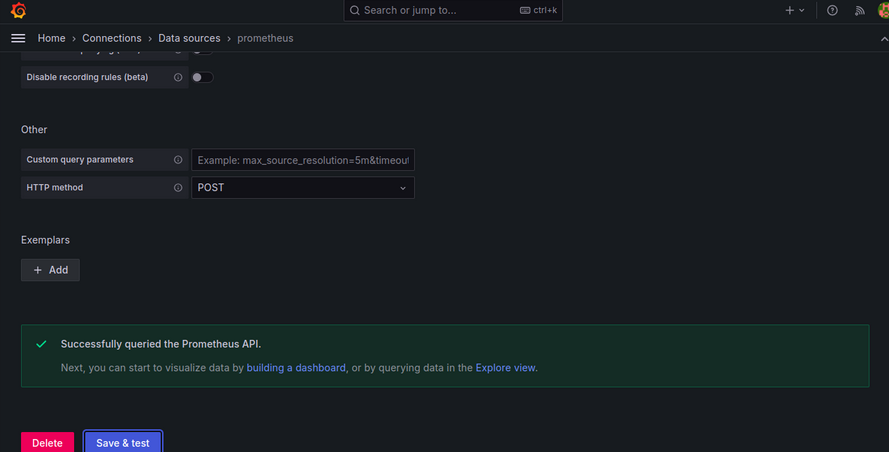 Search or jump to...
ctrl+k
Home
Connections
Data sources
prometheus
Disable recording rules (beta)
Other
Custom query parameters
Example: max_source_resolution=5m&timeout
HTTP method
POST
Exemplars
Add
Successfully queried the Prometheus API.
Next, you can start to visualize data by building a dashboard, or by querying data in the Explore view.
Delete
Save & test